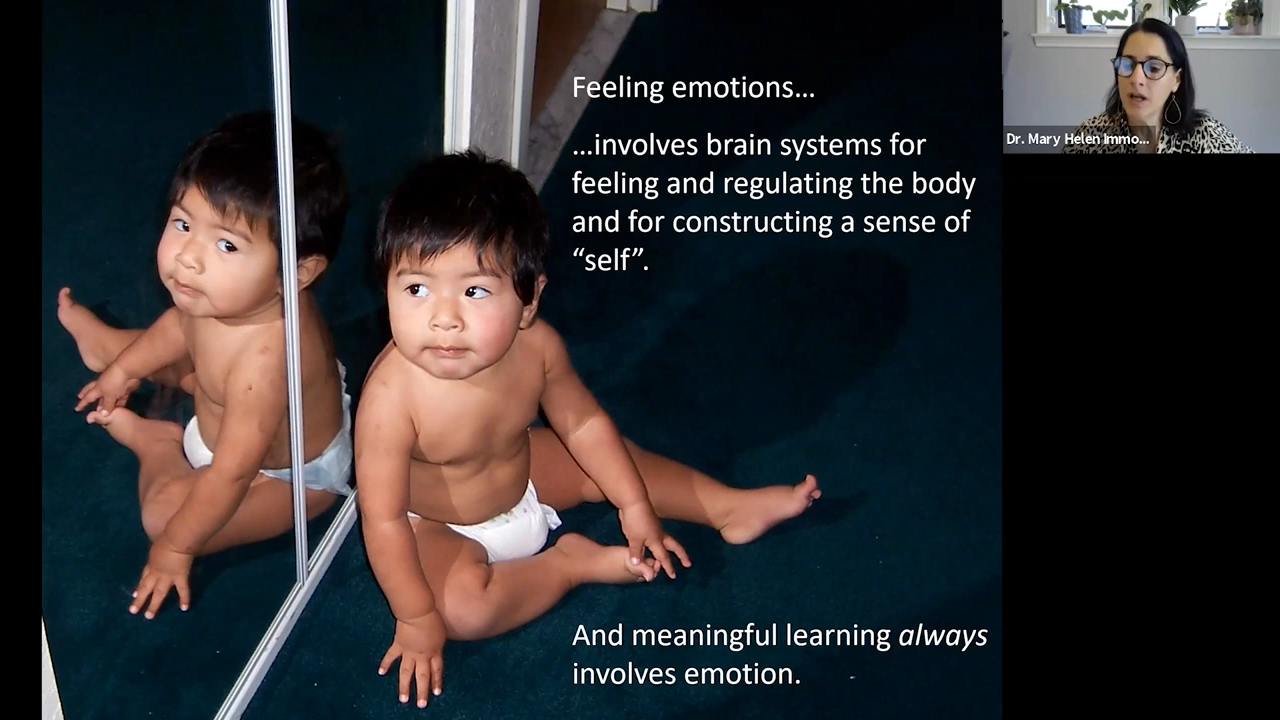 Feeling emotions…
…involves brain systems for
feeling and regulating the body
and for constructing a sense of
“self”.
And meaningful learning always
involves emotion.
Dr. Mary Helen Immo...